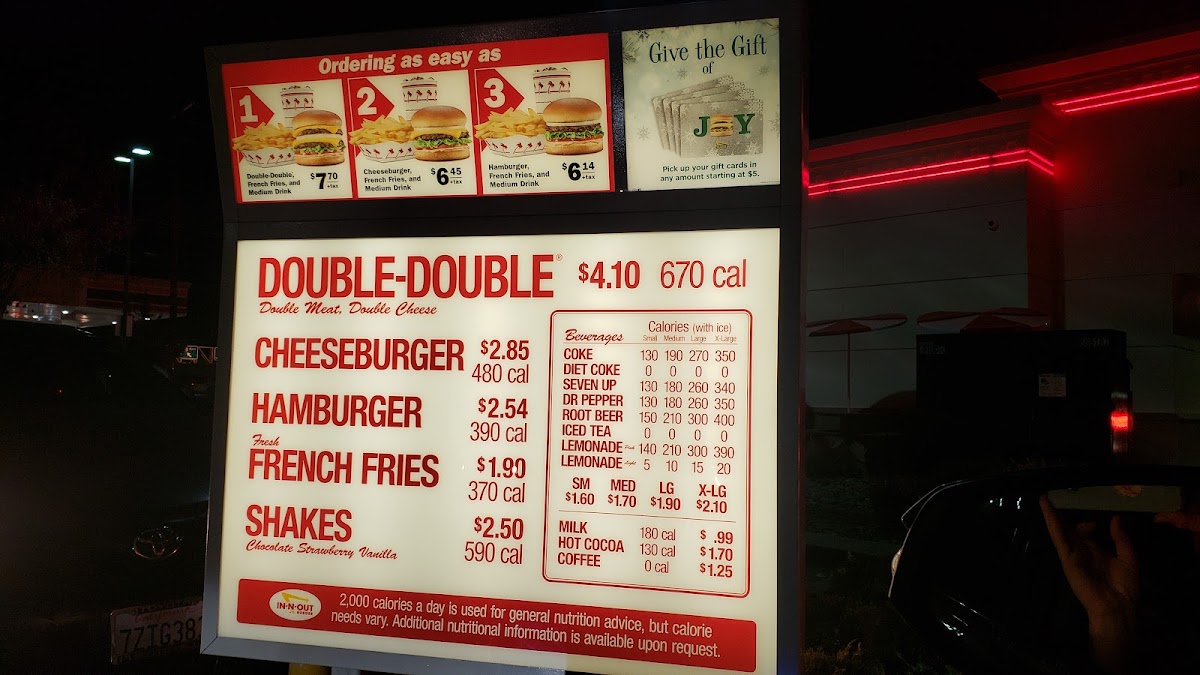 Ordering as easy as
1
Double-Double,
French Fries, and
Medium Drink
$7.70
+tax
2
Cheeseburger,
French Fries, and
Medium Drink
$6.45
+tax
3
Hamburger,
French Fries, and
Medium Drink
$6.14
+tax
Give the Gift
of
JOY
Pick up your gift cards in
any amount starting at $5.
DOUBLE-DOUBLE® $4.10 670 cal
Double Meat, Double Cheese
CHEESEBURGER $2.85
480 cal
HAMBURGER $2.54
390 cal
Fresh
FRENCH FRIES $1.90
370 cal
SHAKES $2.50
Chocolate Strawberry Vanilla 590 cal
Beverages Calories (with ice)
Small Medium Large X-Large
COKE 130 190 270 350
DIET COKE 0 0 0 0
SEVEN UP 130 180 260 340
DR PEPPER 130 180 260 350
ROOT BEER 150 210 300 400
ICED TEA 0 0 0 0
LEMONADE Pink 140 210 300 390
LEMONADE Light 5 10 15 20
SM MED LG X-LG
$1.60 $1.70 $1.90 $2.10
MILK 180 cal $ .99
HOT COCOA 130 cal $1.70
COFFEE 0 cal $1.25
IN-N-OUT
BURGER
2,000 calories a day is used for general nutrition advice, but calorie
needs vary. Additional nutritional information is available upon request.